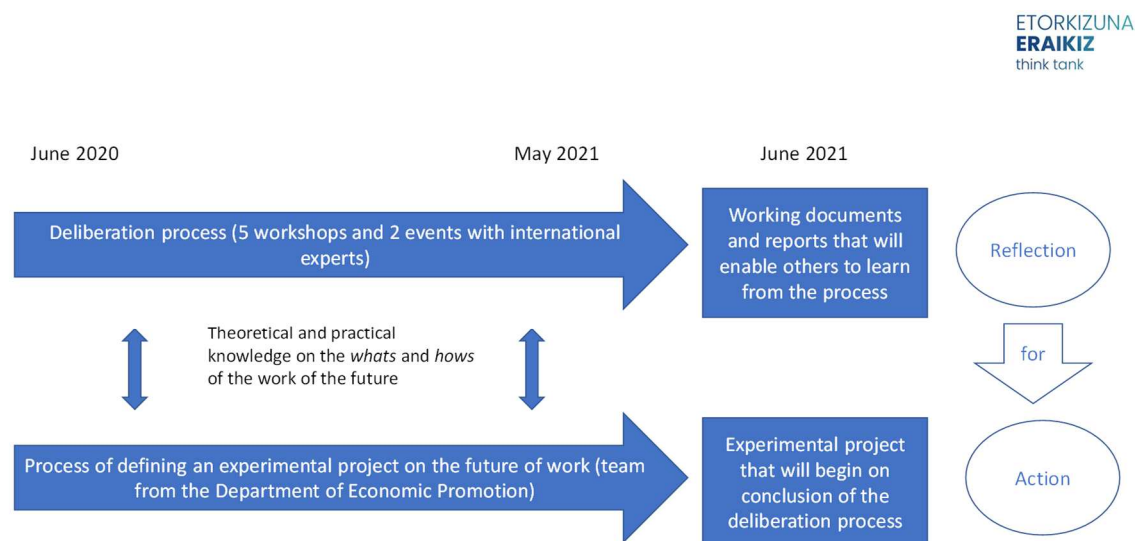 ETORKIZUNA
ERAIKIZ
think tank
June 2020
May 2021
June 2021
Deliberation process (5 workshops and 2 events with international
experts)
Working documents
and reports that will
enable others to learn
from the process
Reflection
Theoretical and practical
knowledge on the whats and hows
of the work of the future
for
Process of defining an experimental project on the future of work (team
from the Department of Economic Promotion)
Experimental project
that will begin on
conclusion of the
deliberation process
Action